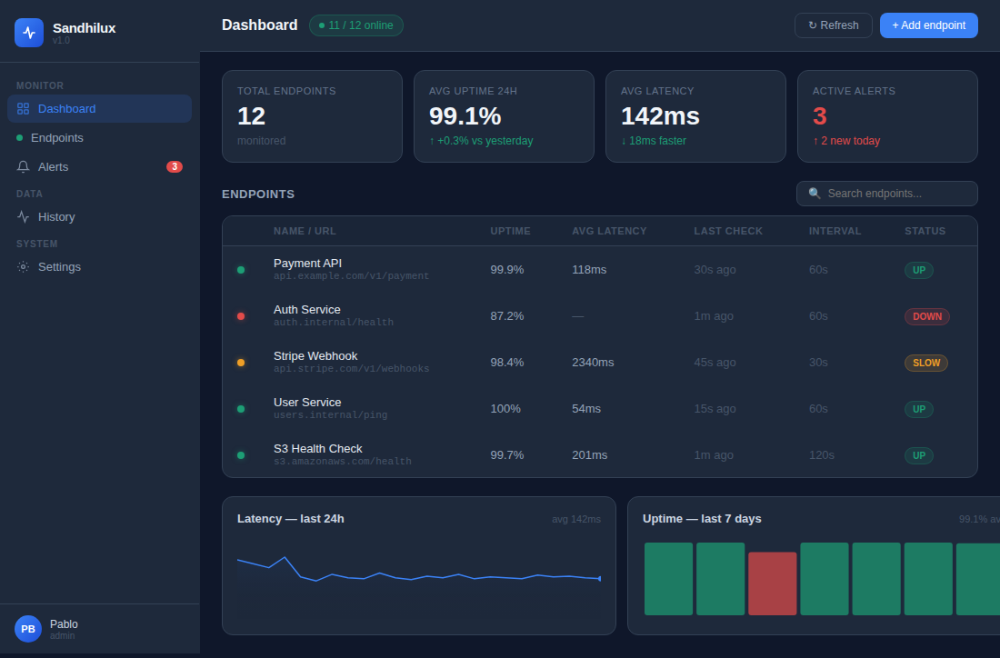 Sandhilux
v1.0
MONITOR
Dashboard
Endpoints
Alerts 3
DATA
History
SYSTEM
Settings
PB
Pablo
admin
Dashboard 11 / 12 online ↻ Refresh + Add endpoint
TOTAL ENDPOINTS
12
monitored
AVG UPTIME 24H
99.1%
↑ +0.3% vs yesterday
AVG LATENCY
142ms
↓ 18ms faster
ACTIVE ALERTS
3
↑ 2 new today
ENDPOINTS
Search endpoints...
NAME / URL UPTIME AVG LATENCY LAST CHECK INTERVAL STATUS
Payment API 99.9% 118ms 30s ago 60s UP
api.example.com/v1/payment
Auth Service 87.2% — 1m ago 60s DOWN
auth.internal/health
Stripe Webhook 98.4% 2340ms 45s ago 30s SLOW
api.stripe.com/v1/webhooks
User Service 100% 54ms 15s ago 60s UP
users.internal/ping
S3 Health Check 99.7% 201ms 1m ago 120s UP
s3.amazonaws.com/health
Latency — last 24h avg 142ms
Uptime — last 7 days 99.1%